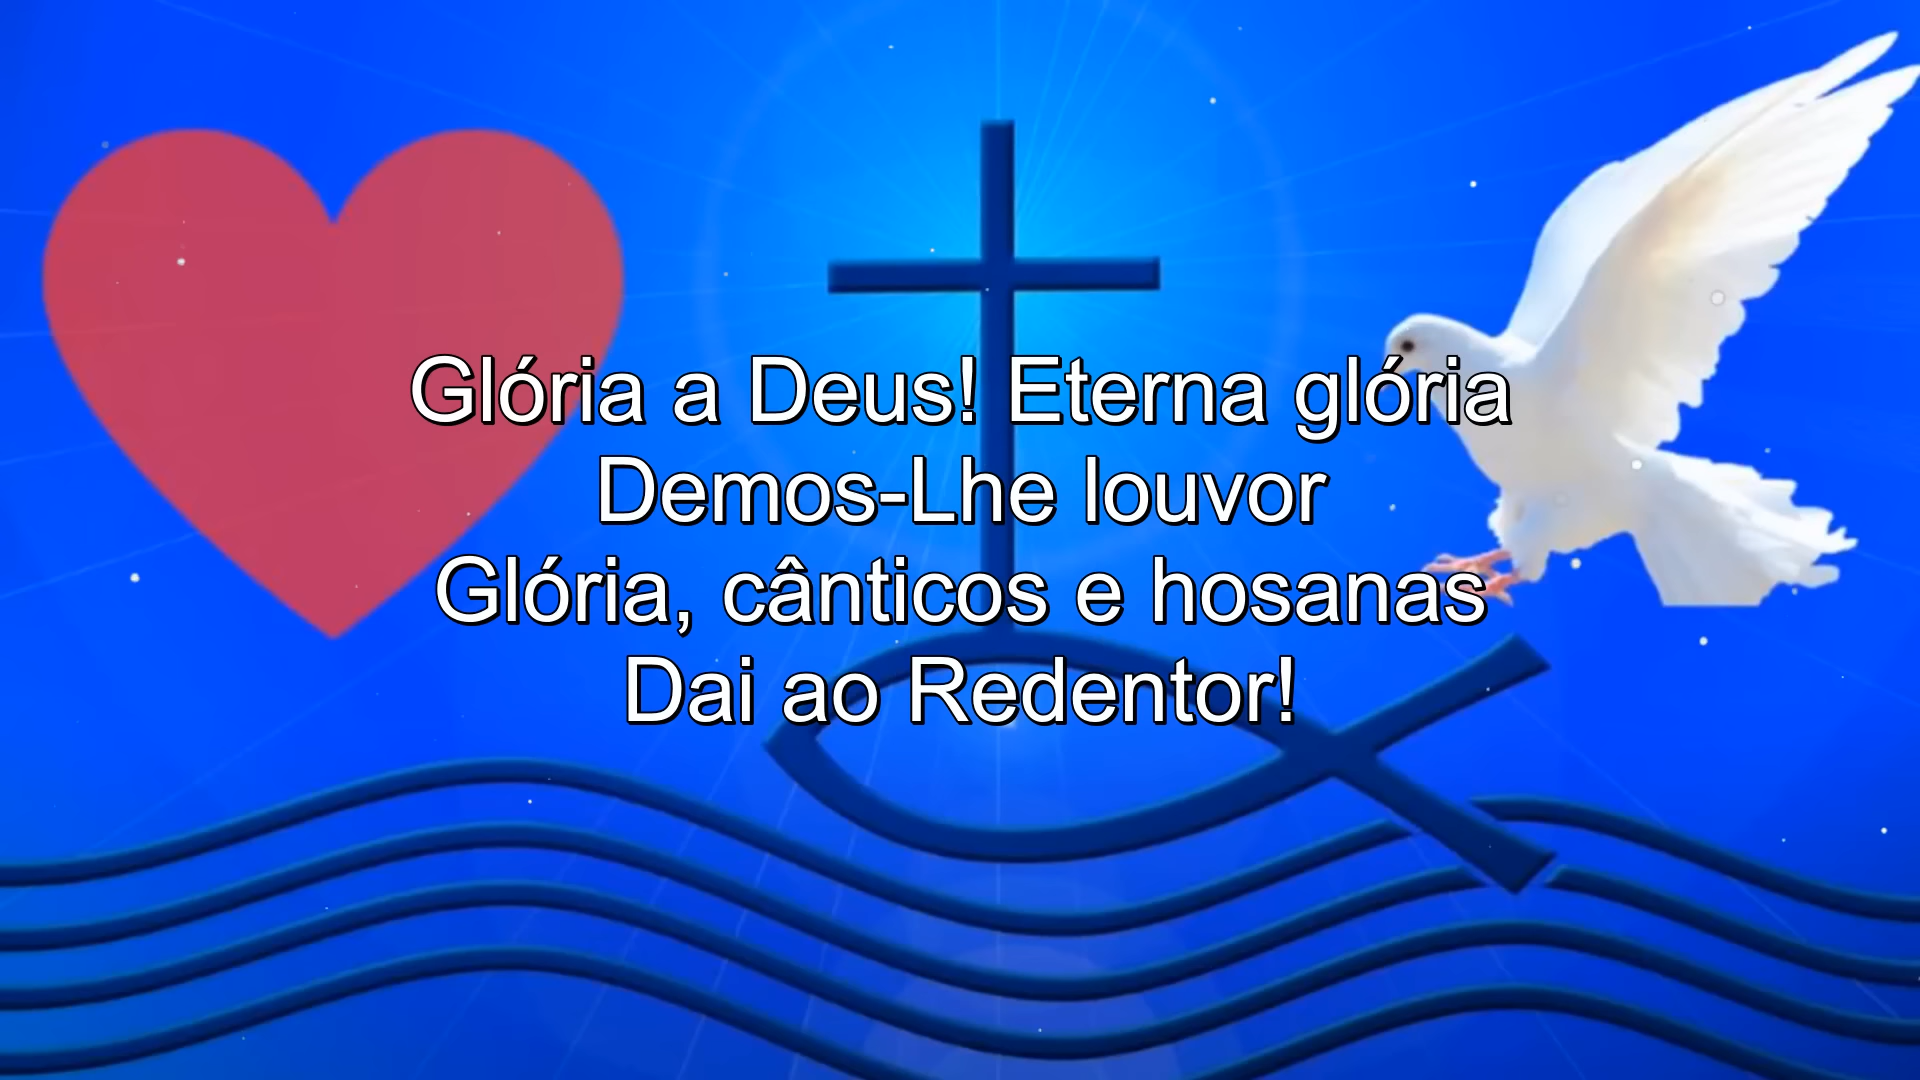 Glória a Deus! Eterna glória
Demos-Lhe louvor
Glória, cânticos e hosanas
Dai ao Redentor!